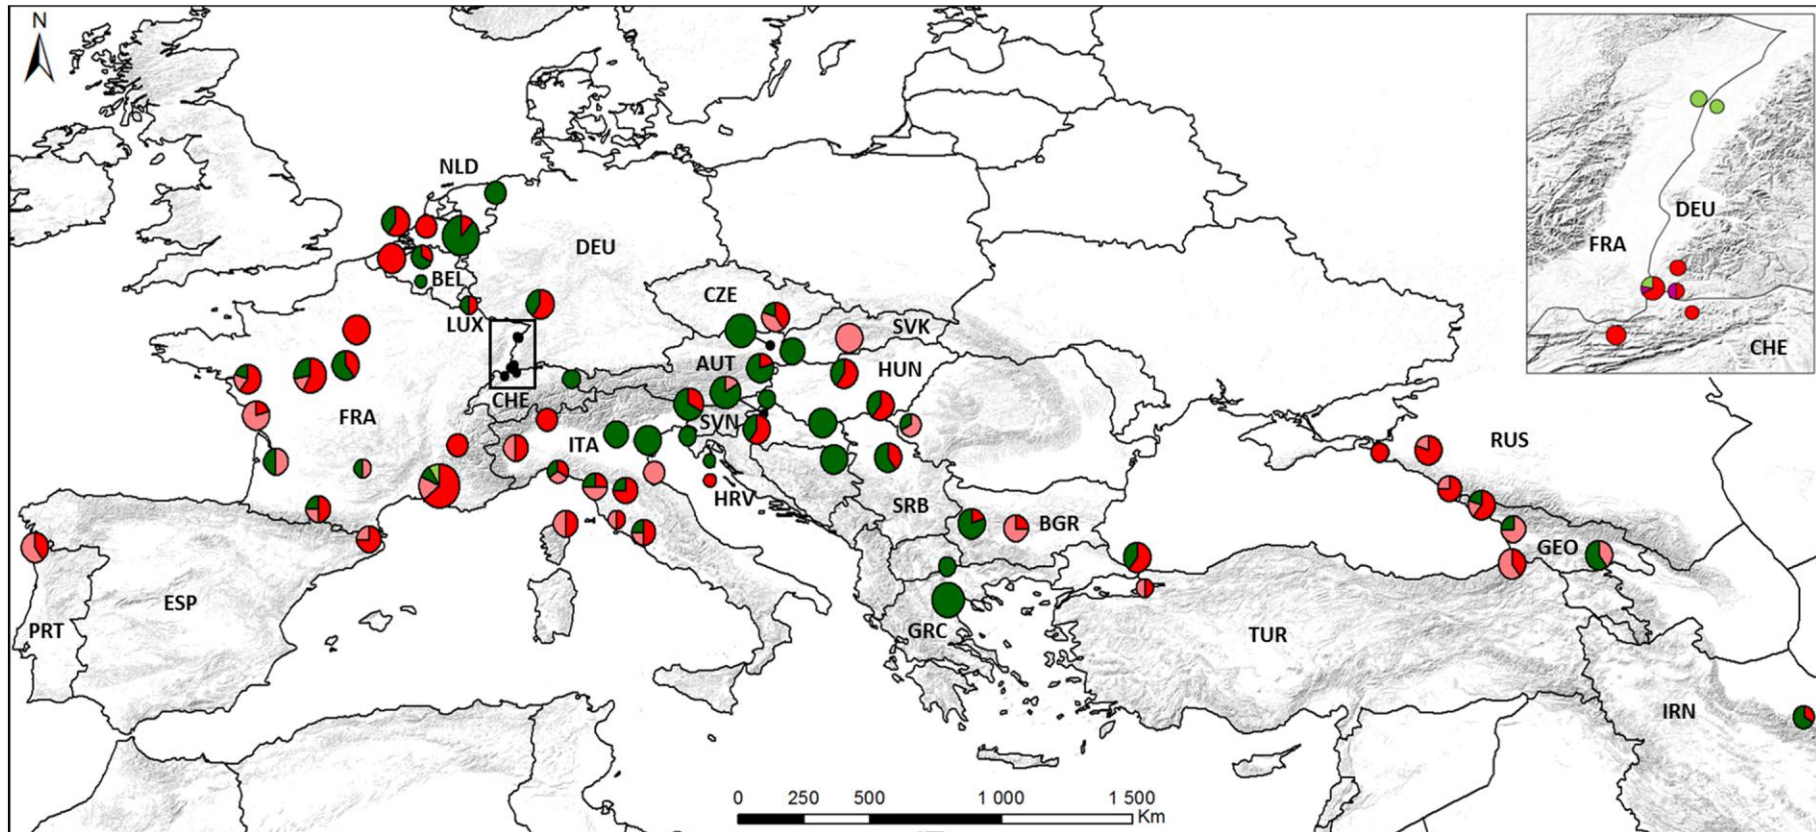 N
NLD
DEU
BEL
LUX
CZE
SVK
AUT
HUN
CHE
FRA
SVN
ITA
HRV
SRB
BGR
RUS
GEO
ESP
PRT
GRC
TUR
IRN
FRA
DEU
CHE
0 250 500 1 000 1 500
Km